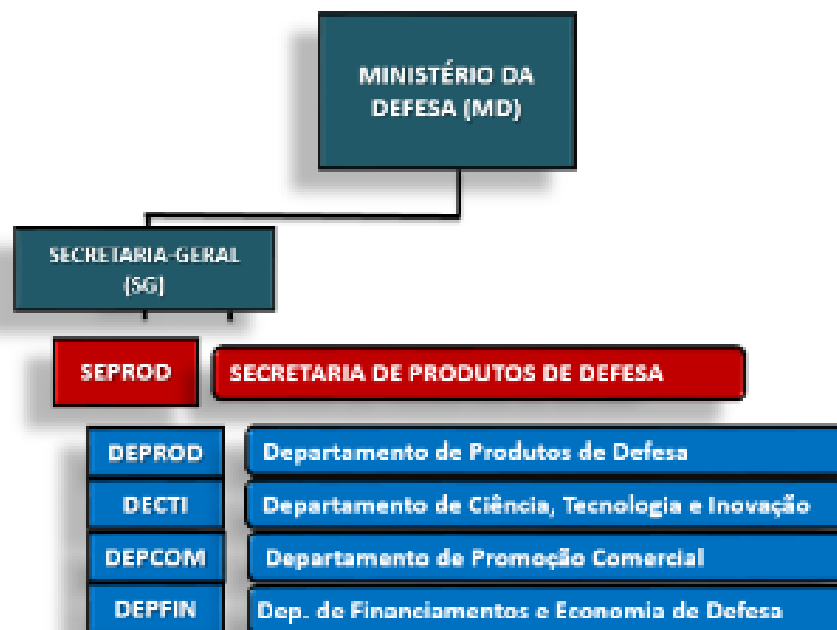 MINISTÉRIO DA
DEFESA (MD)
SECRETARIA-GERAL
(SG)
SEPROD SECRETARIA DE PRODUTOS DE DEFESA
DEPROD Departamento de Produtos de Defesa
DECTI Departamento de Ciência, Tecnologia e Inovação
DEPCOM Departamento de Promoção Comercial
DEPFIN Dep. de Financiamentos e Economia de Defesa